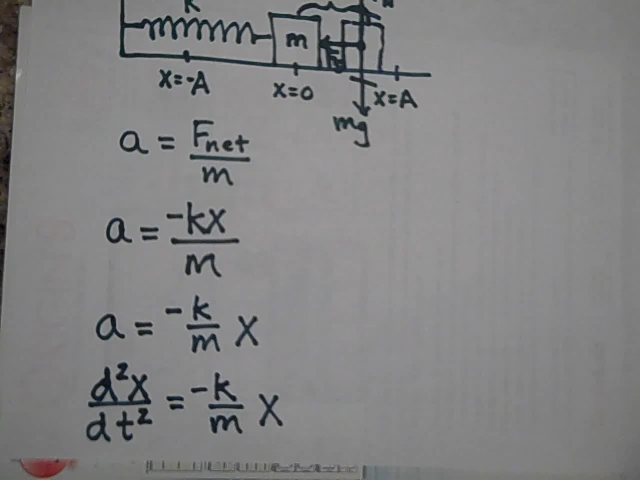 k
m
x=-A
x=0
x=A
mg
a = Fnet/m
a = -kx/m
a = -k/m x
d²x/dt² = -k/m x